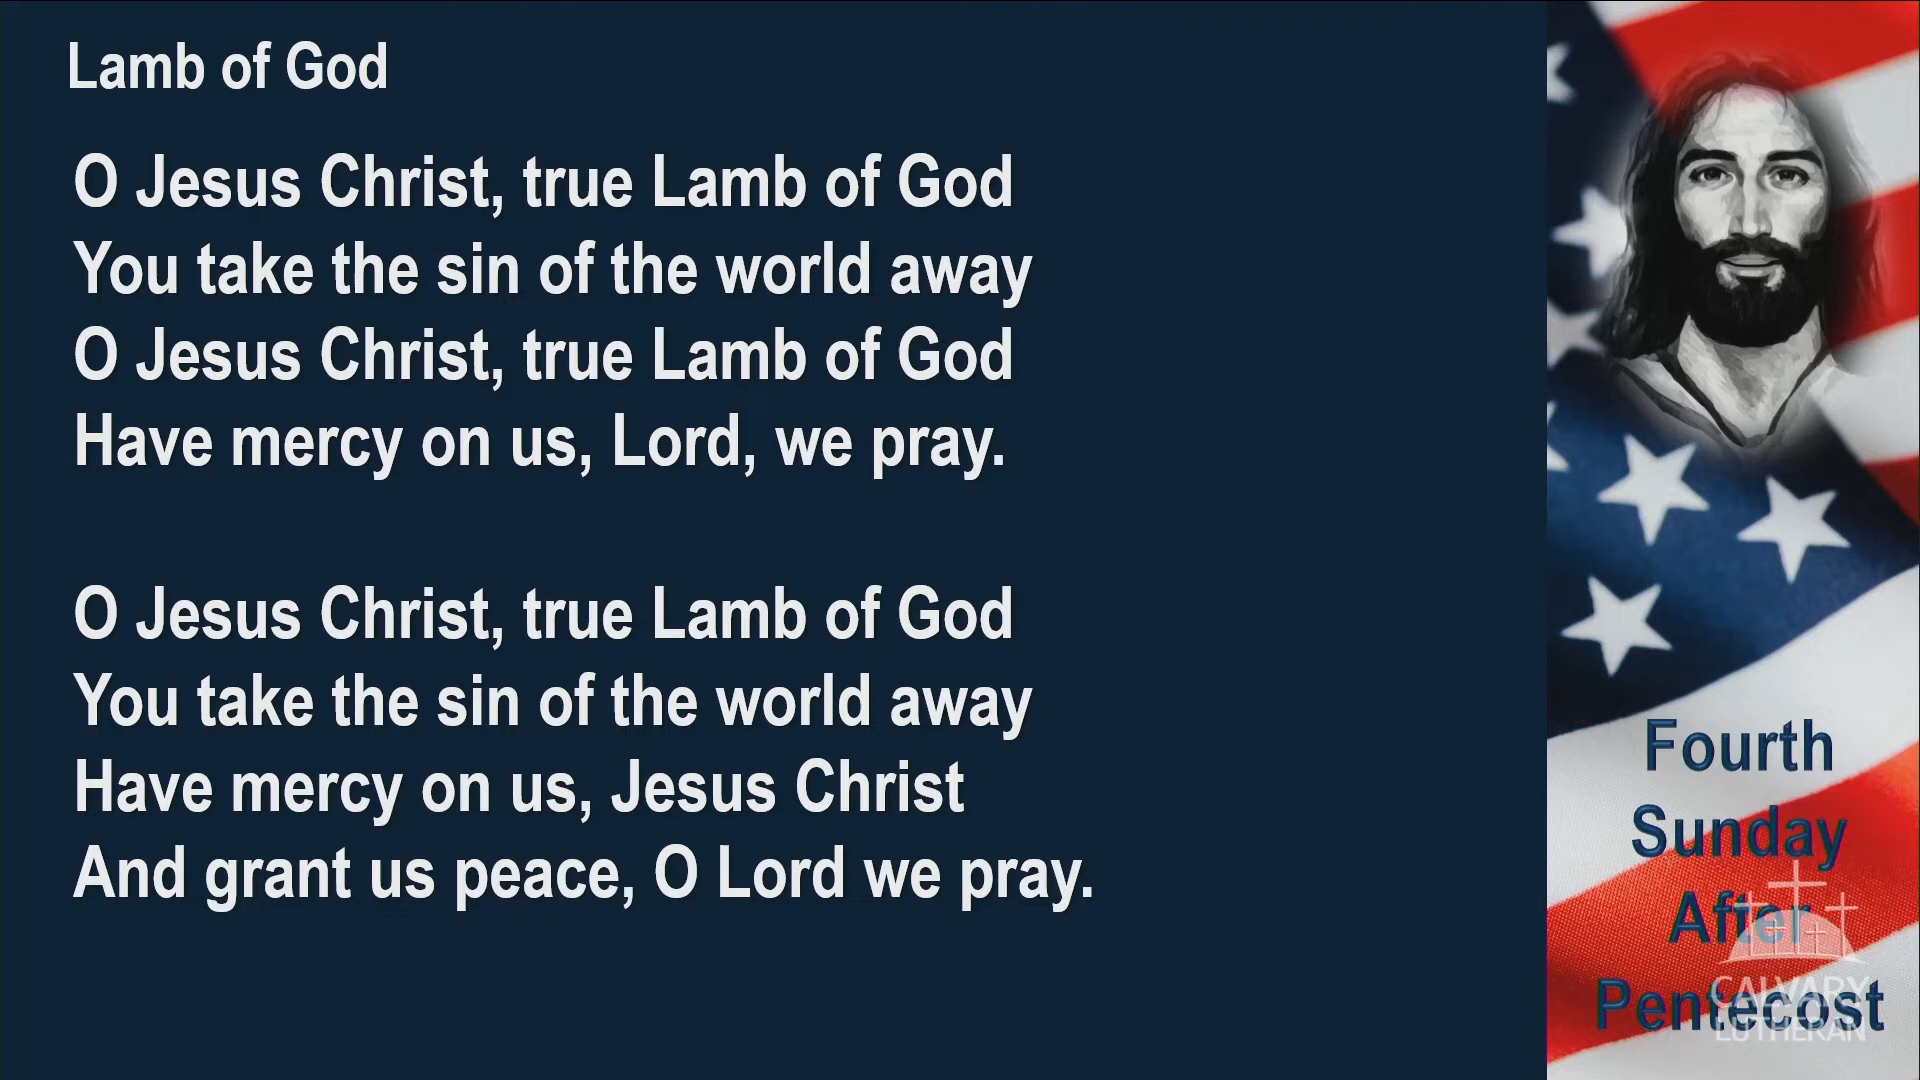 Lamb of God
O Jesus Christ, true Lamb of God
You take the sin of the world away
O Jesus Christ, true Lamb of God
Have mercy on us, Lord, we pray.
O Jesus Christ, true Lamb of God
You take the sin of the world away
Have mercy on us, Jesus Christ
And grant us peace, O Lord we pray.
Fourth
Sunday
After
Pentecost
CALVARY
LUTHERAN